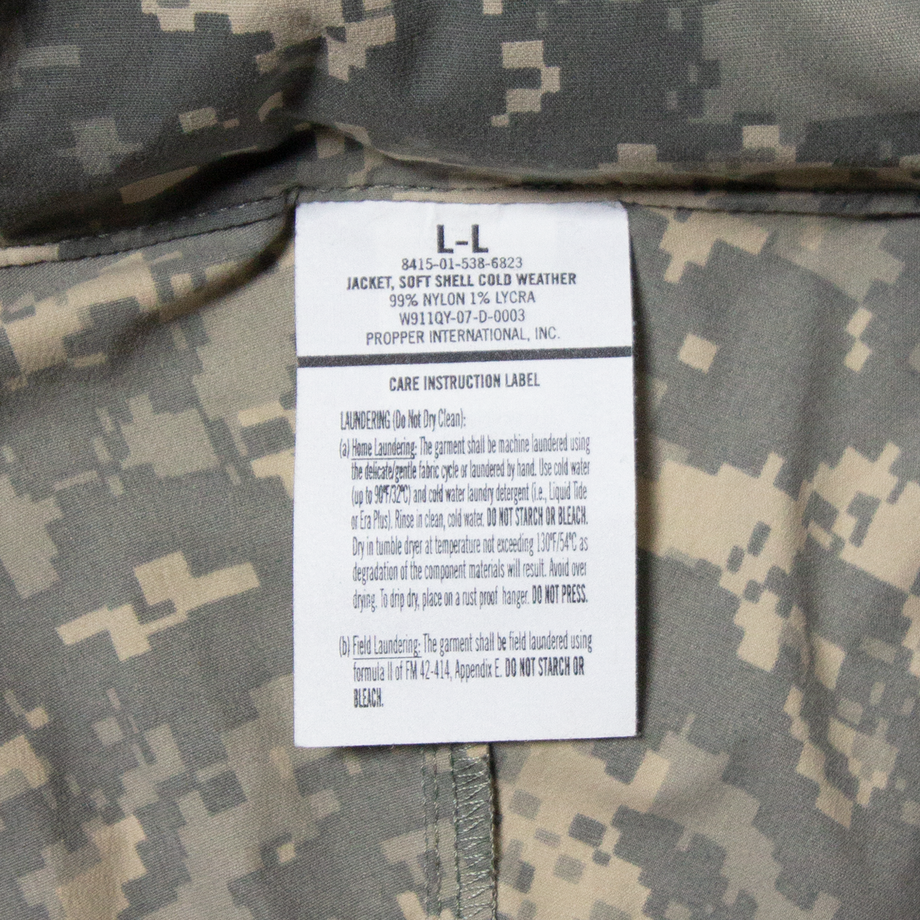 L-L
8415-01-538-6823
JACKET, SOFT SHELL COLD WEATHER
99% NYLON 1% LYCRA
W911QY-07-D-0003
PROPPER INTERNATIONAL, INC.
CARE INSTRUCTION LABEL
LAUNDERING (Do Not Dry Clean):
(a) Home Laundering: The garment shall be machine laundered using
the delicate/gentle fabric cycle or laundered by hand. Use cold water
(up to 90°F/32°C) and cold water laundry detergent (i.e., Liquid Tide
or Era Plus). Rinse in clean, cold water. DO NOT STARCH OR BLEACH.
Dry in tumble dryer at temperature not exceeding 130°F/54°C as
degradation of the component materials will result. Avoid over
drying. To drip dry, place on a rust proof hanger. DO NOT PRESS.
(b) Field Laundering: The garment shall be field laundered using
formula II of FM 42-414, Appendix E. DO NOT STARCH OR
BLEACH.